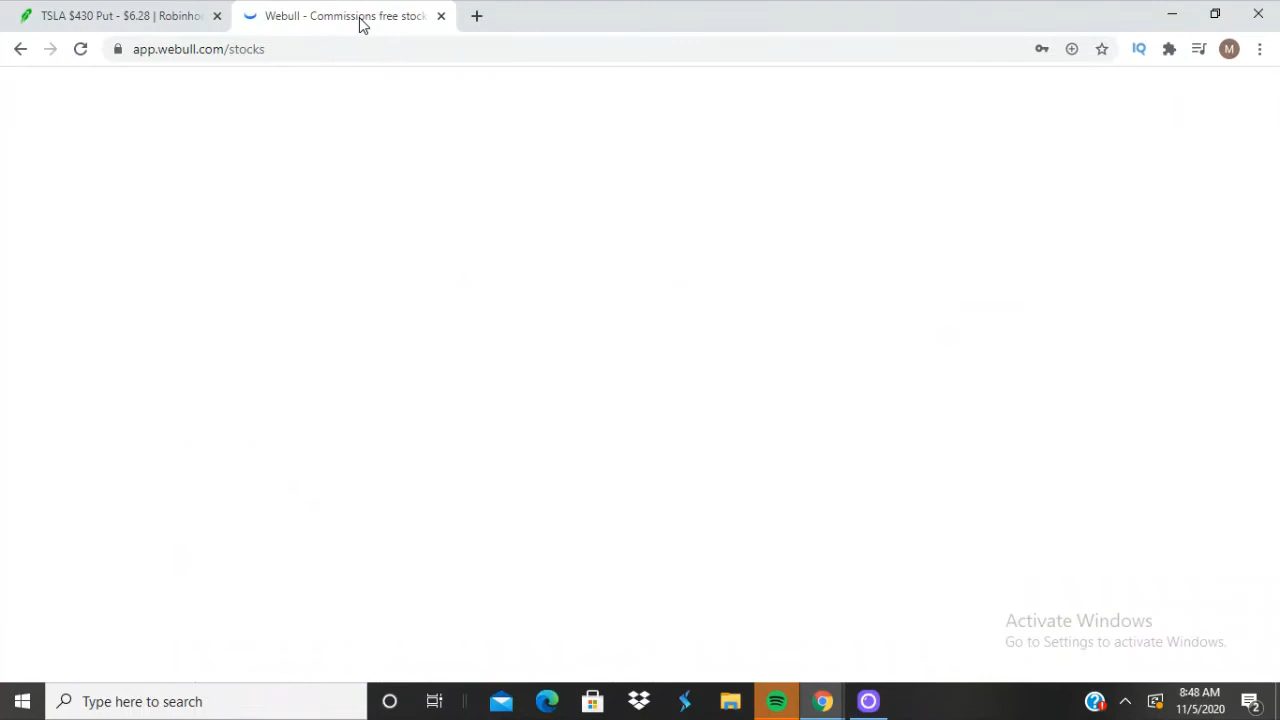 TSLA $430 Put - $6.28 | Robinho
Webull - Commissions free stock
app.webull.com/stocks
IQ
M
Activate Windows
Go to Settings to activate Windows.
Type here to search
8:48 AM
11/5/2020
2